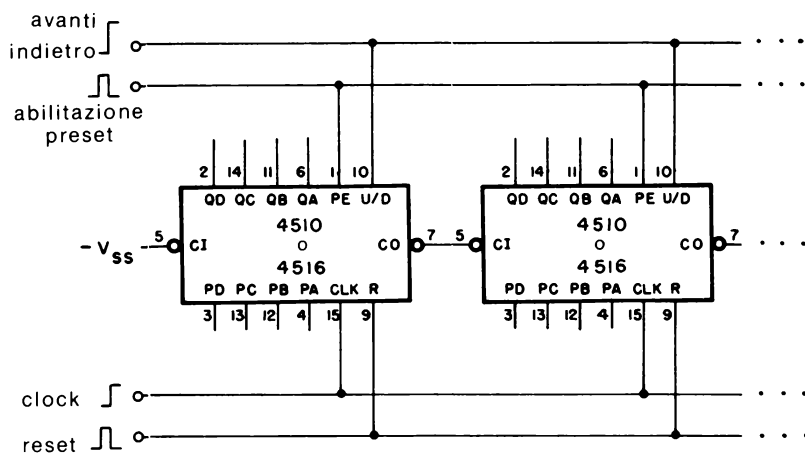 avanti
indietro
abilitazione
preset
2 14 11 6 1 10
QD QC QB QA PE U/D
4510
o
4516
- Vss - 5 CI
CO 7
PD PC PB PA CLK R
3 13 12 4 15 9
2 14 11 6 1 10
QD QC QB QA PE U/D
4510
o
4516
5 CI
CO 7
PD PC PB PA CLK R
3 13 12 4 15 9
clock
reset